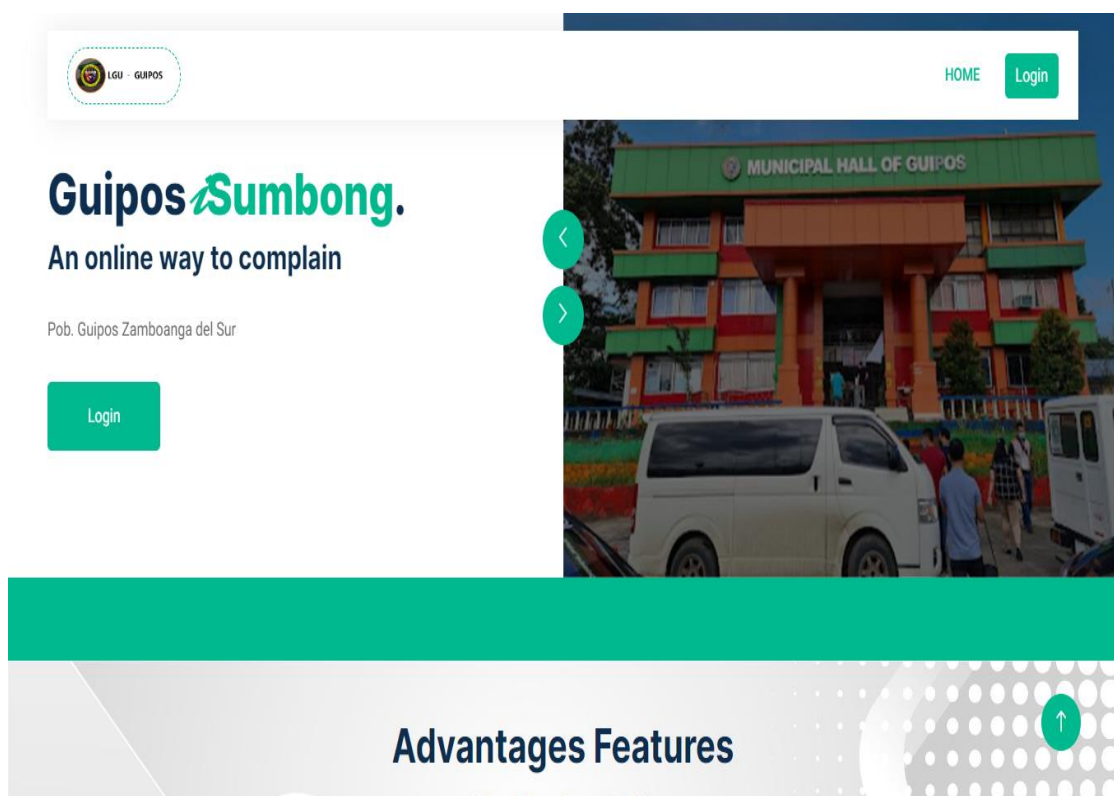 LGU - GUIPOS
HOME
Login
Guipos iSumbong.
An online way to complain
Pob. Guipos Zamboanga del Sur
Login
MUNICIPAL HALL OF GUIPOS
Advantages Features